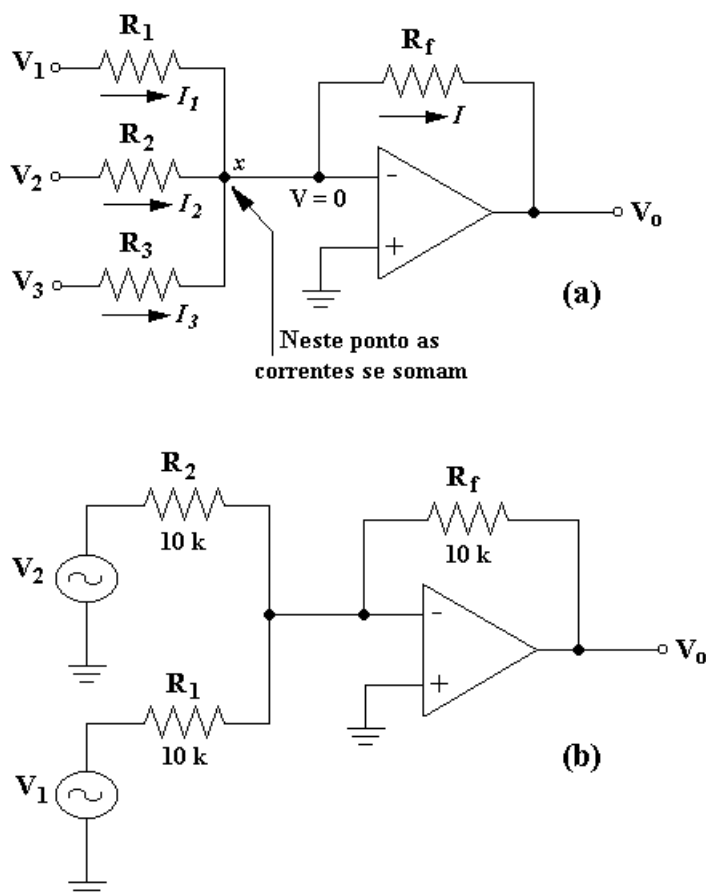 R1
Rf
V1
I1
I
R2
x
V2
I2
V = 0
-
Vo
R3
+
V3
I3
(a)
Neste ponto as
correntes se somam
R2
Rf
10 k
10 k
V2
-
Vo
R1
+
10 k
(b)
V1